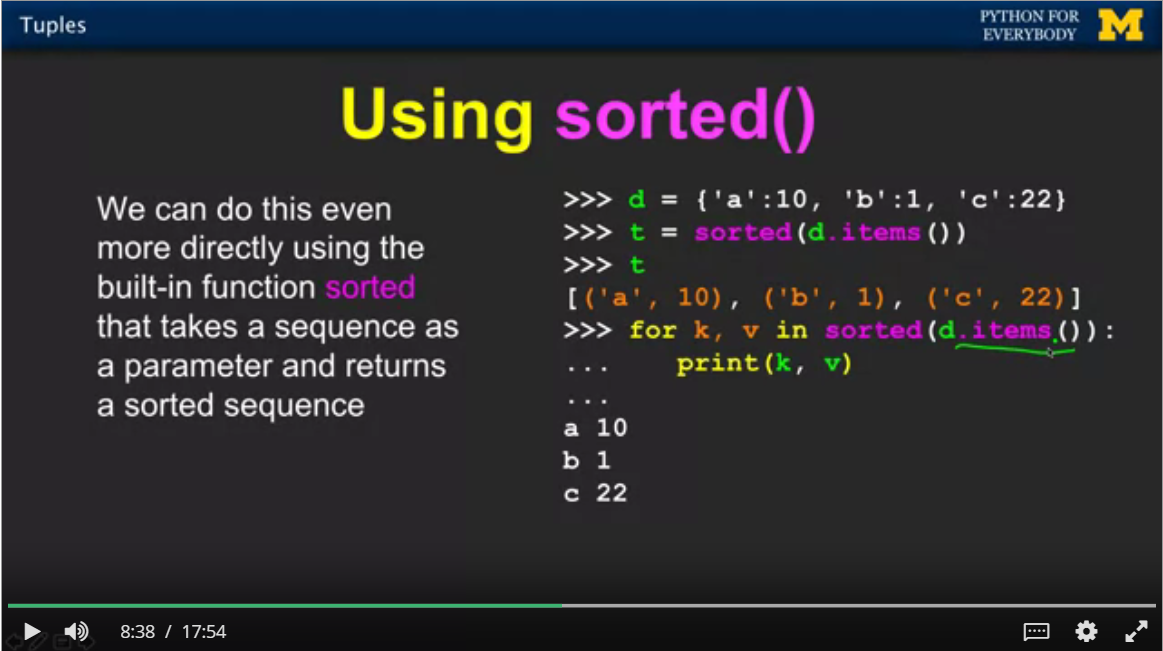 Tuples
PYTHON FOR
EVERYBODY
M
Using sorted()
We can do this even
more directly using the
built-in function sorted
that takes a sequence as
a parameter and returns
a sorted sequence
>>> d = {'a':10, 'b':1, 'c':22}
>>> t = sorted(d.items())
>>> t
[('a', 10), ('b', 1), ('c', 22)]
>>> for k, v in sorted(d.items()):
...    print(k, v)
...
a 10
b 1
c 22
8:38 / 17:54